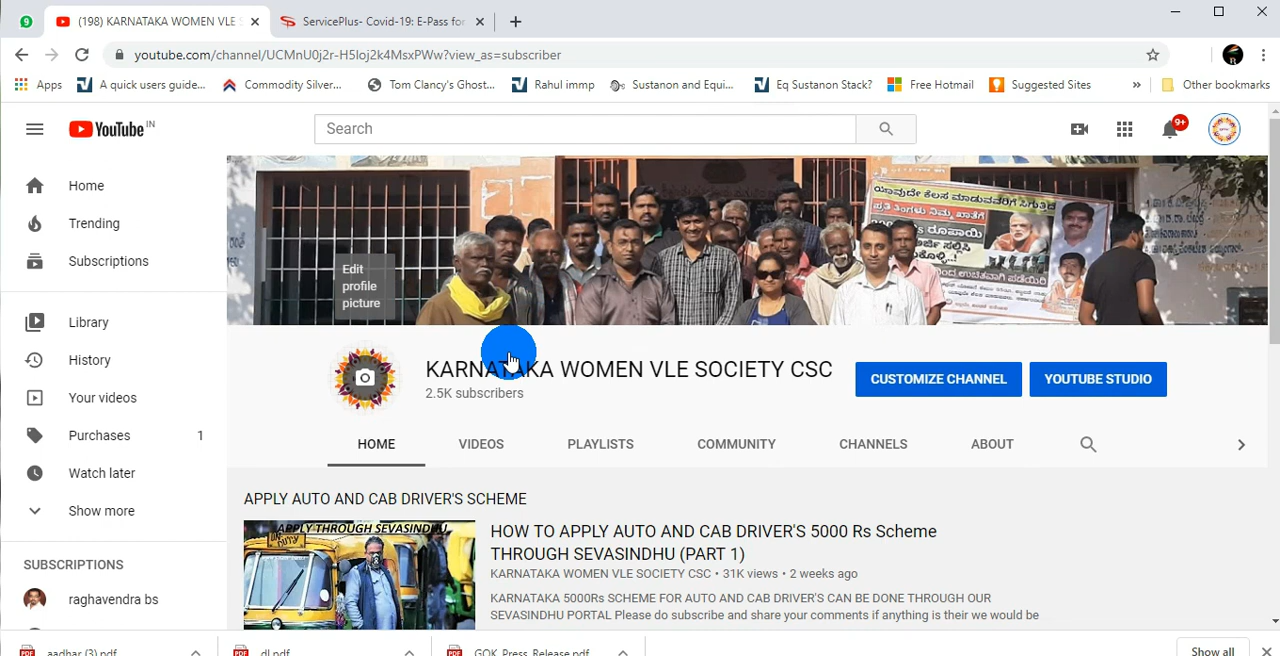 9
(198) KARNATAKA WOMEN VLE S
ServicePlus- Covid-19: E-Pass for
youtube.com/channel/UCMnU0j2r-H5loj2k4MsxPWw?view_as=subscriber
Apps
A quick users guide...
Commodity Silver...
Tom Clancy's Ghost...
Rahul immp
Sustanon and Equi...
Eq Sustanon Stack?
Free Hotmail
Suggested Sites
»
Other bookmarks
YouTube IN
Search
9+
Home
Trending
Subscriptions
Library
History
Your videos
Purchases 1
Watch later
Show more
SUBSCRIPTIONS
raghavendra bs
ಯಾವುದೇ ಕೆಲಸ ಮಾಡುವವರಿಗೆ ಸಿಗುತ್ತಿದೆ
ಪ್ರತಿ ತಿಂಗಳು ನಿಮ್ಮ ಖಾತೆಗೆ
Edit
profile
picture
KARNATAKA WOMEN VLE SOCIETY CSC
2.5K subscribers
CUSTOMIZE CHANNEL
YOUTUBE STUDIO
HOME
VIDEOS
PLAYLISTS
COMMUNITY
CHANNELS
ABOUT
APPLY AUTO AND CAB DRIVER'S SCHEME
APPLY THROUGH SEVASINDHU
HOW TO APPLY AUTO AND CAB DRIVER'S 5000 Rs Scheme
THROUGH SEVASINDHU (PART 1)
KARNATAKA WOMEN VLE SOCIETY CSC • 31K views • 2 weeks ago
KARNATAKA 5000Rs SCHEME FOR AUTO AND CAB DRIVER'S CAN BE DONE THROUGH OUR
SEVASINDHU PORTAL Please do subscribe and share your comments if anything is their we would be
aadhar (3).pdf
dl.pdf
GOK_Press_Release.pdf
Show all